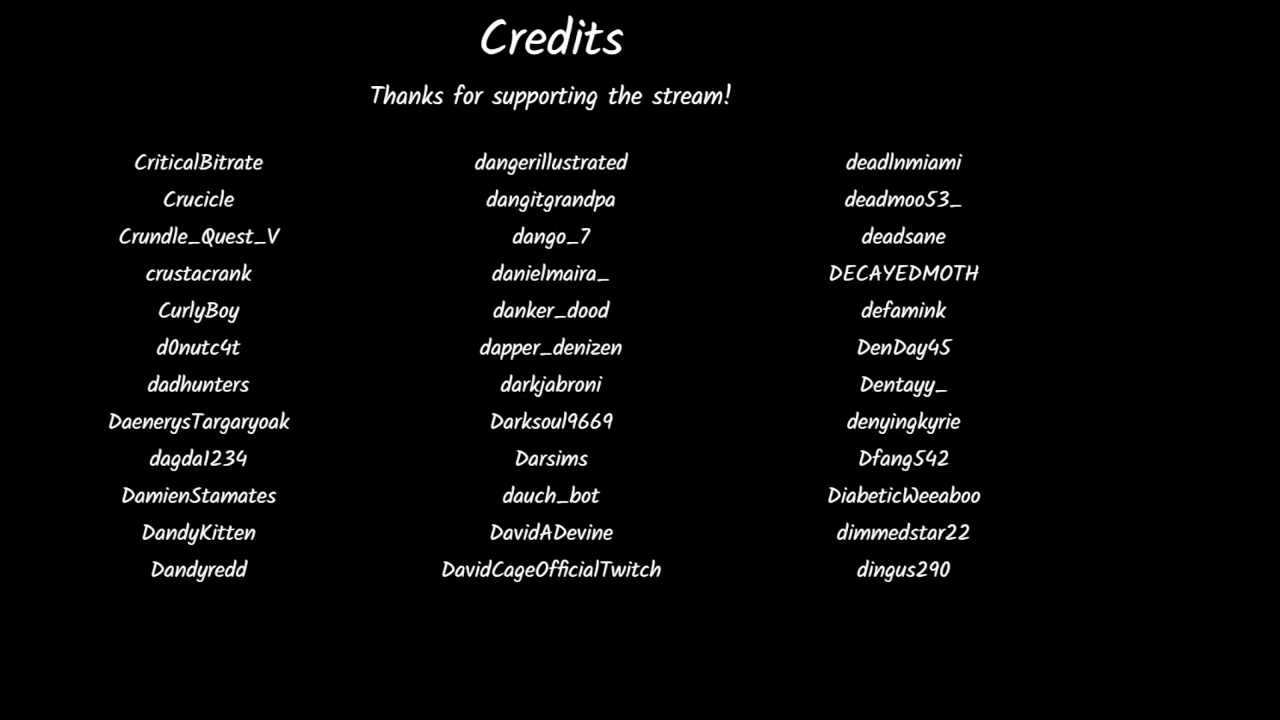 Credits
Thanks for supporting the stream!
CriticalBitrate
Crucicle
Crundle_Quest_V
crustacrank
CurlyBoy
d0nutc4t
dadhunters
DaenerysTargaryoak
dagda1234
DamienStamates
DandyKitten
Dandyredd
dangerillustrated
dangitgrandpa
dango_7
danielmaira_
danker_dood
dapper_denizen
darkjabroni
Darksoul9669
Darsims
dauch_bot
DavidADevine
DavidCageOfficialTwitch
deadlnmiami
deadmoo53_
deadsane
DECAYEDMOTH
defamink
DenDay45
Dentayy_
denyingkyrie
Dfang542
DiabeticWeeaboo
dimmedstar22
dingus290